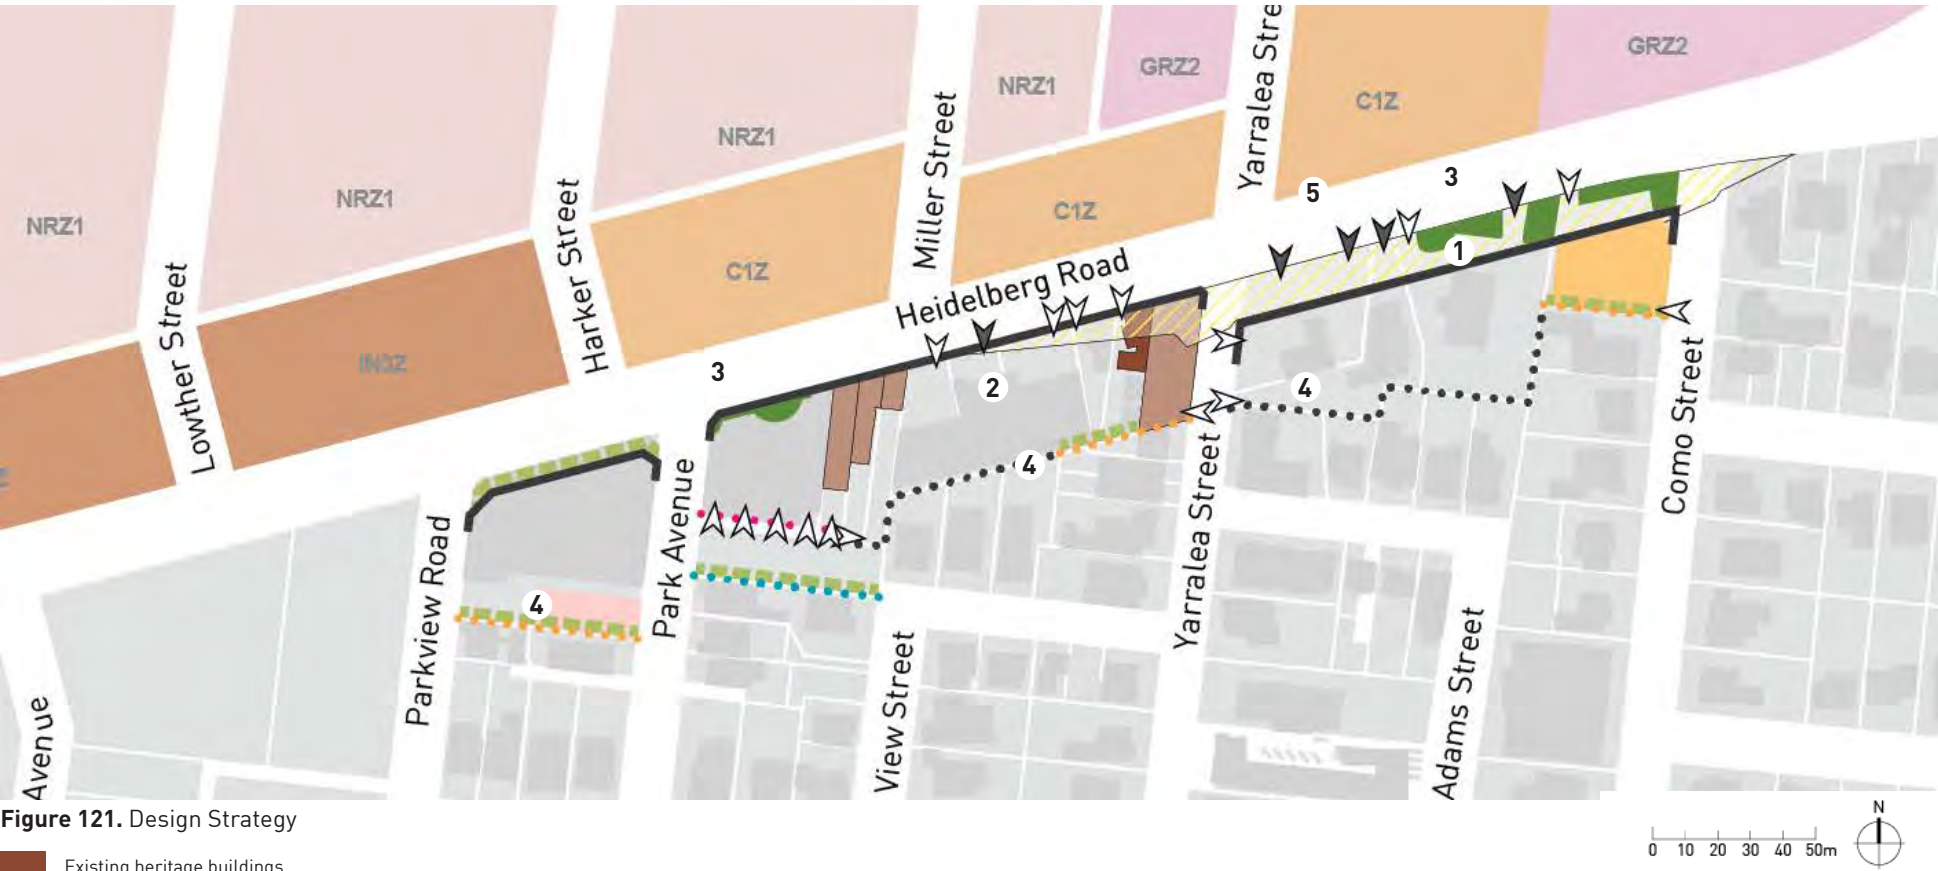 GRZ2
GRZ2
NRZ1
C1Z
NRZ1
NRZ1
NRZ1
C1Z
C1Z
IN3Z
Yarralea Stree
Miller Street
Harker Street
Lowther Street
Heidelberg Road
5
3
1
3
2
4
4
4
Como Street
Yarralea Street
Park Avenue
Parkview Road
View Street
Adams Street
Avenue
Figure 121. Design Strategy
Existing heritage buildings
N
0 10 20 30 40 50m